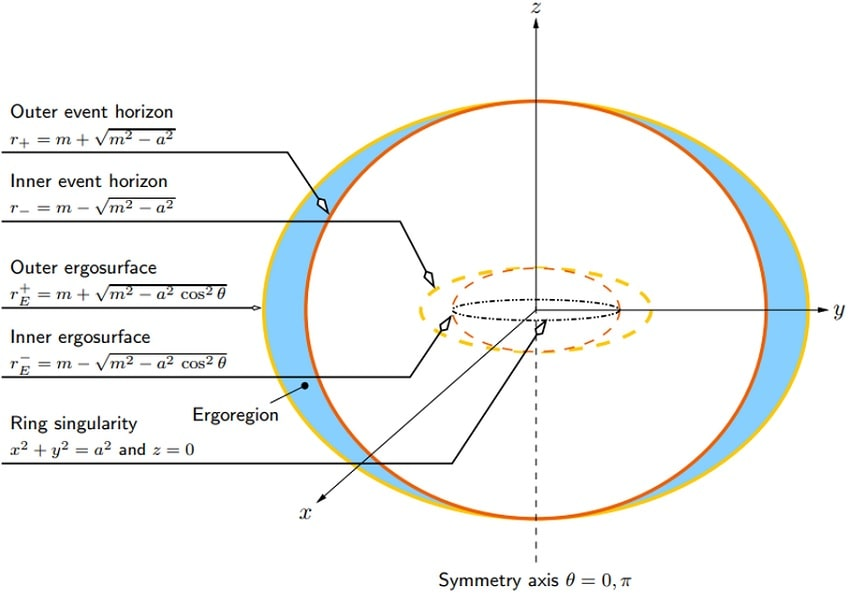 z
Outer event horizon
r₊ = m + √(m² − a²)
Inner event horizon
r₋ = m − √(m² − a²)
Outer ergosurface
r_E⁺ = m + √(m² − a² cos² θ)
y
Inner ergosurface
r_E⁻ = m − √(m² − a² cos² θ)
Ergoregion
Ring singularity
x² + y² = a² and z = 0
x
Symmetry axis θ = 0, π